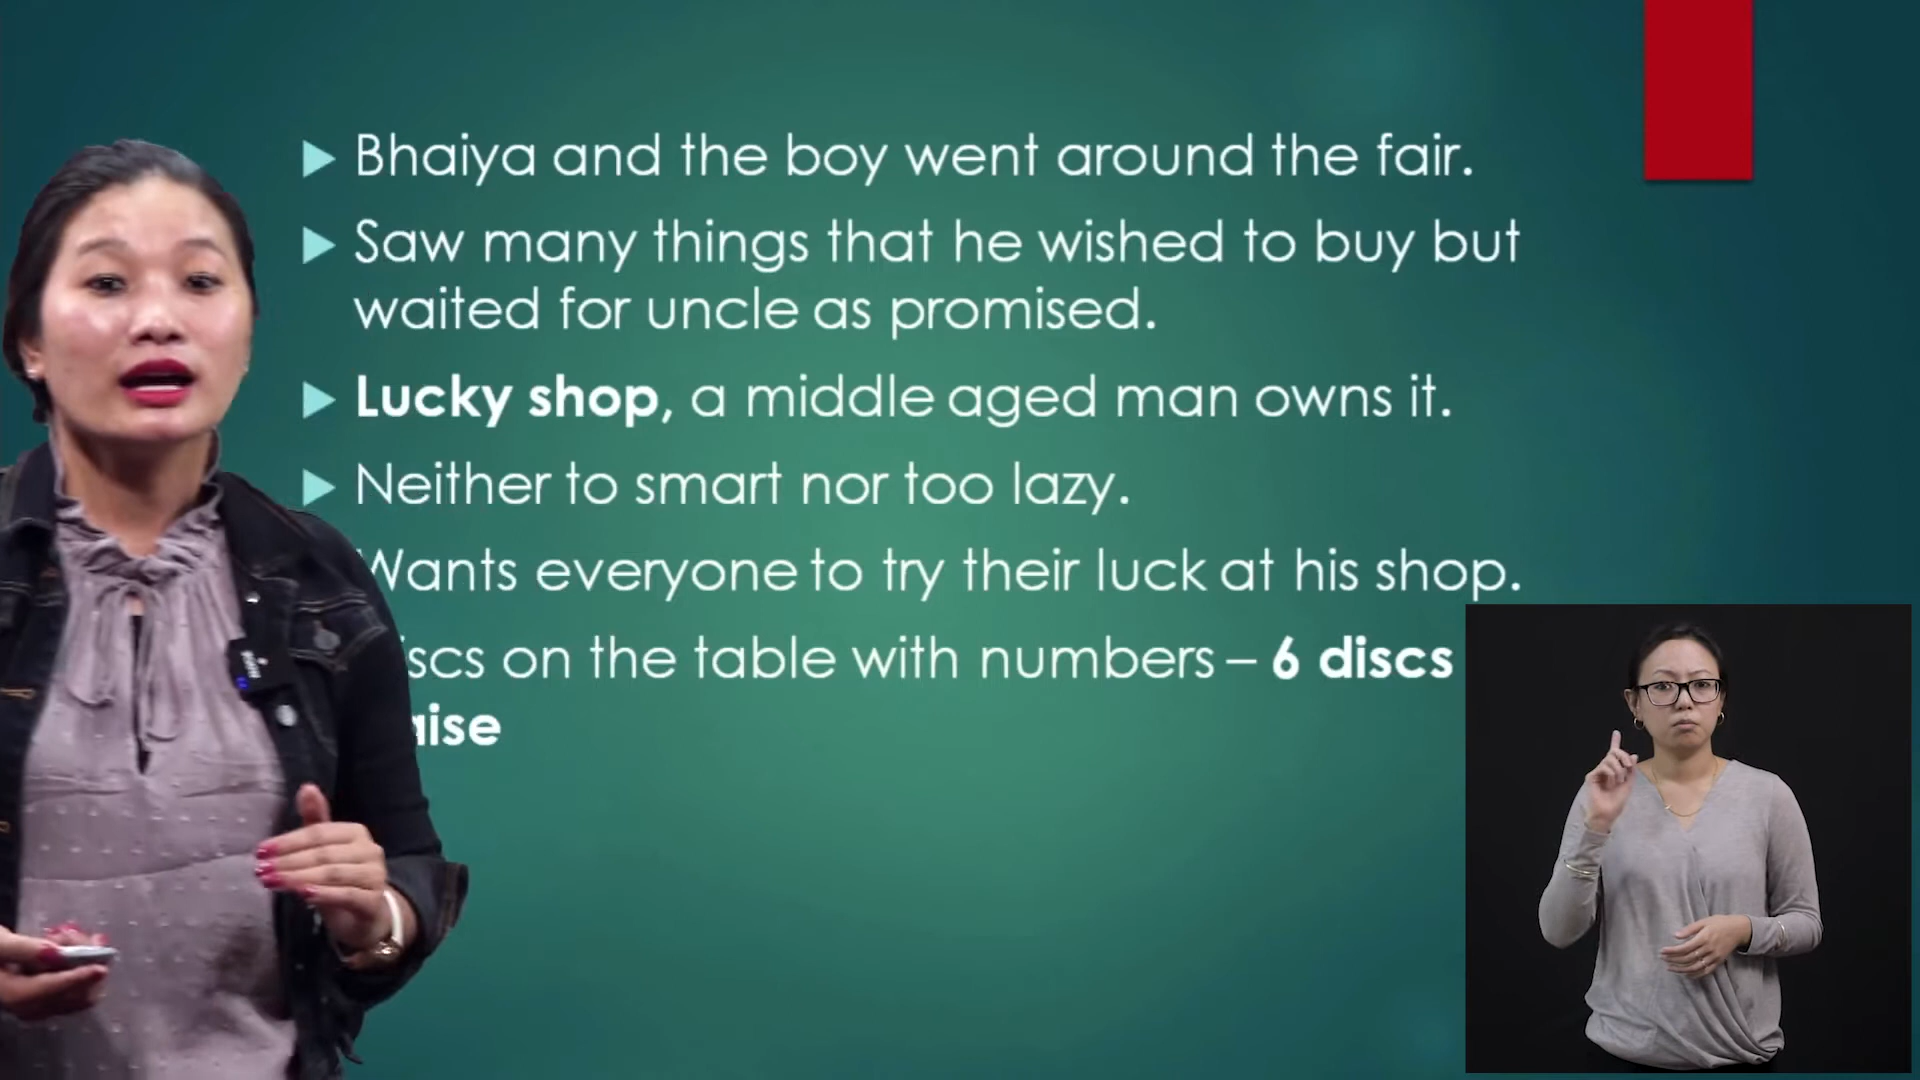 Bhaiya and the boy went around the fair.
Saw many things that he wished to buy but
waited for uncle as promised.
Lucky shop, a middle aged man owns it.
Neither to smart nor too lazy.
Wants everyone to try their luck at his shop.
on the table with numbers – 6 discs